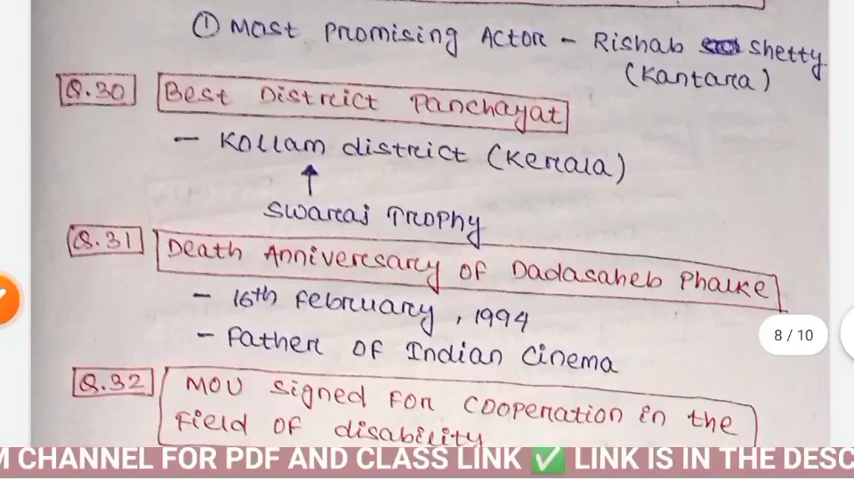 ① Most Promising Actor - Rishab Shetty
(Kantara)
Q.30 Best District Panchayat
- Kollam district (Kerala)
Swaraj Trophy
Q.31 Death Anniversary of Dadasaheb Phalke
- 16th February, 1994
- Father of Indian Cinema
8 / 10
Q.32 MOU signed for cooperation in the
field of disability
M CHANNEL FOR PDF AND CLASS LINK ✅ LINK IS IN THE DESC